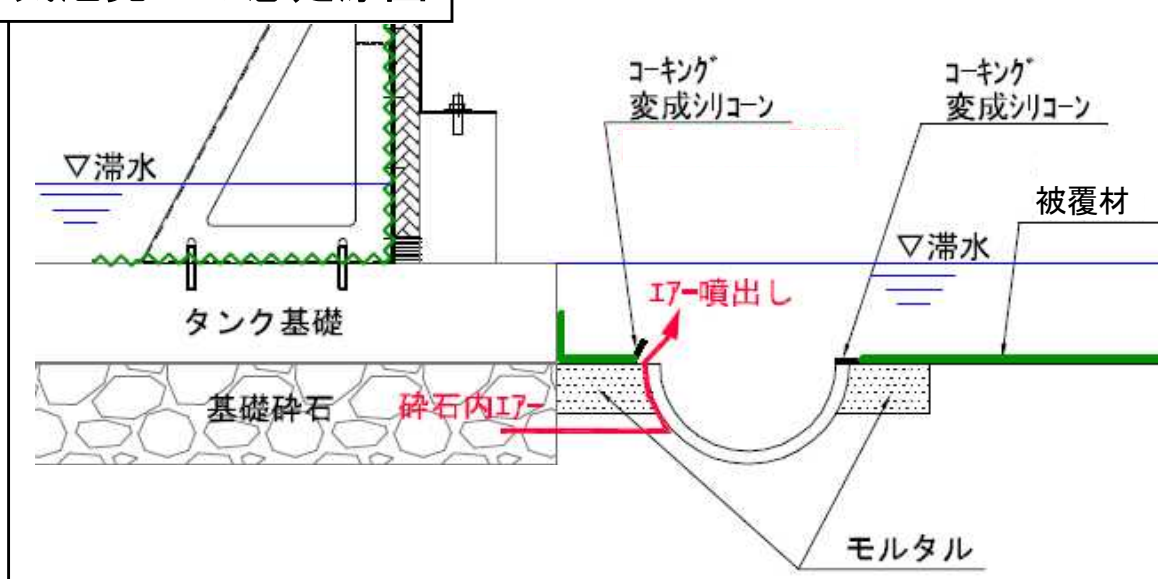 コーキング
変成シリコーン
コーキング
変成シリコーン
▽滞水
被覆材
▽滞水
エアー噴出し
タンク基礎
基礎砕石
砕石内エアー
モルタル